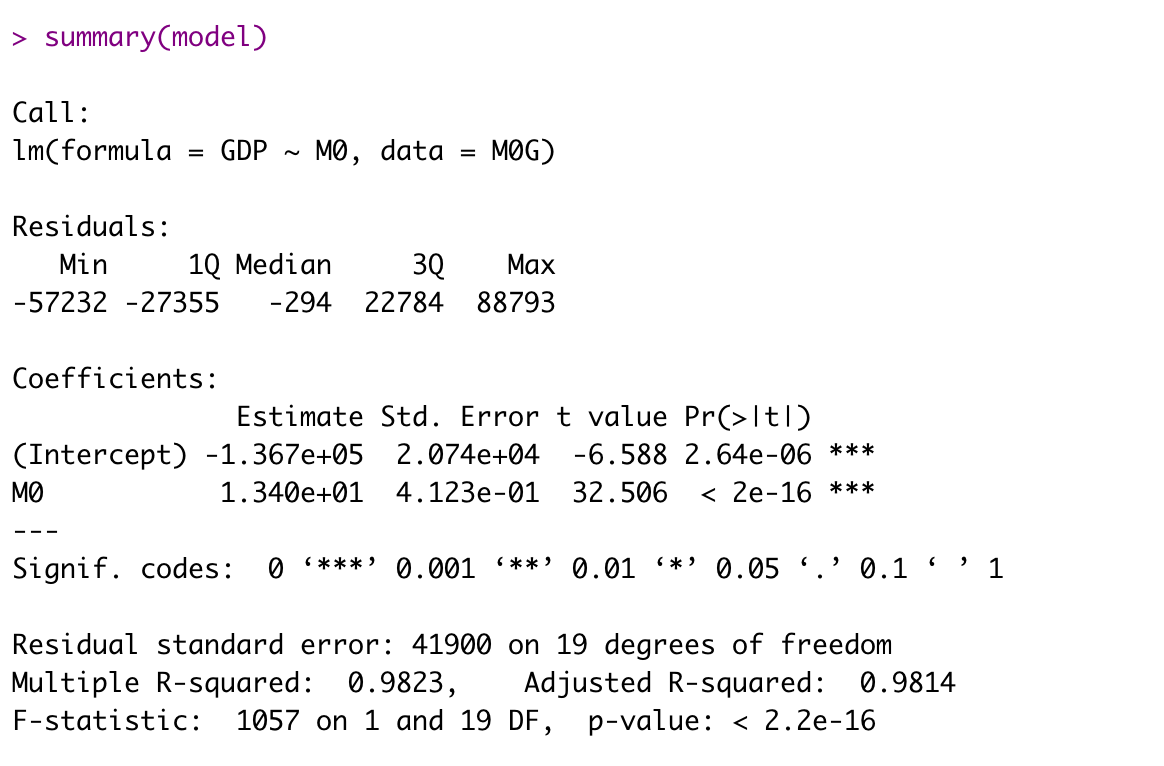 > summary(model)

Call:
lm(formula = GDP ~ M0, data = M0G)

Residuals:
   Min     1Q Median     3Q    Max
-57232 -27355   -294  22784  88793

Coefficients:
              Estimate Std. Error t value Pr(>|t|)
(Intercept) -1.367e+05  2.074e+04  -6.588 2.64e-06 ***
M0           1.340e+01  4.123e-01  32.506  < 2e-16 ***
---
Signif. codes:  0 ‘***’ 0.001 ‘**’ 0.01 ‘*’ 0.05 ‘.’ 0.1 ‘ ’ 1

Residual standard error: 41900 on 19 degrees of freedom
Multiple R-squared:  0.9823,    Adjusted R-squared:  0.9814
F-statistic:  1057 on 1 and 19 DF,  p-value: < 2.2e-16